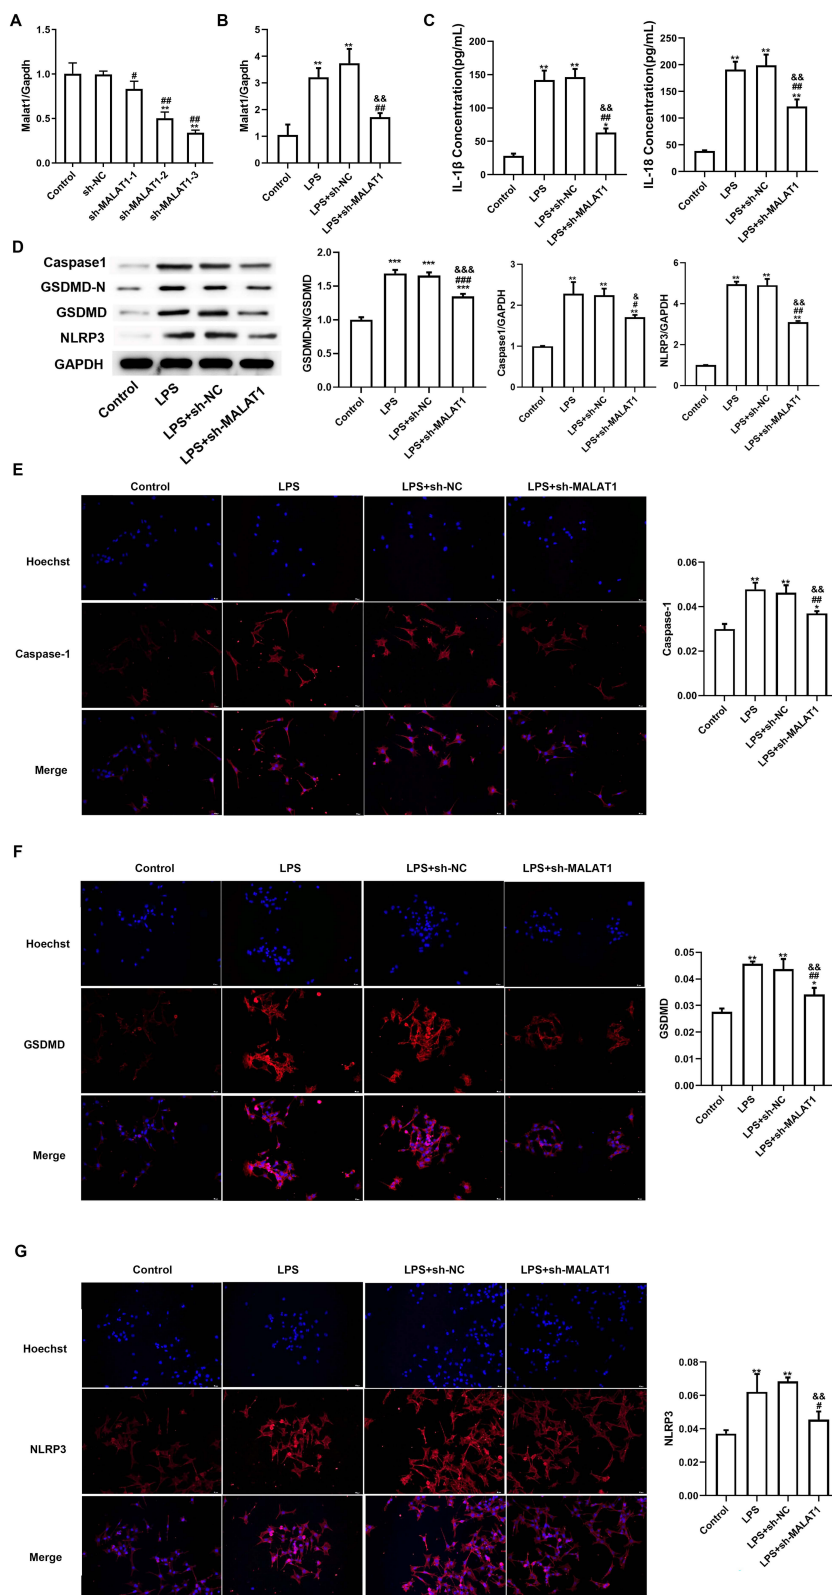 A
Malat1/Gapdh
1.5
1.0
0.5
0.0
#
##
**
##
**
Control
sh-NC
sh-MALAT1-1
sh-MALAT1-2
sh-MALAT1-3
B
Malat1/Gapdh
5
4
3
2
1
0
**
**
&&
##
Control
LPS
LPS+sh-NC
LPS+sh-MALAT1
C
IL-1β Concentration(pg/mL)
200
150
100
50
0
**
**
&&
##
*
Control
LPS
LPS+sh-NC
LPS+sh-MALAT1
IL-18 Concentration(pg/mL)
250
200
150
100
50
0
**
**
&&
##
**
Control
LPS
LPS+sh-NC
LPS+sh-MALAT1
D
Caspase1
GSDMD-N
GSDMD
NLRP3
GAPDH
Control
LPS
LPS+sh-NC
LPS+sh-MALAT1
GSDMD-N/GSDMD
2.0
1.5
1.0
0.5
0.0
***
***
&&&
###
***
Control
LPS
LPS+sh-NC
LPS+sh-MALAT1
Caspase1/GAPDH
3
2
1
0
**
**
&
#
**
Control
LPS
LPS+sh-NC
LPS+sh-MALAT1
NLRP3/GAPDH
6
4
2
0
**
**
&&
##
**
Control
LPS
LPS+sh-NC
LPS+sh-MALAT1
E
Control
LPS
LPS+sh-NC
LPS+sh-MALAT1
Hoechst
Caspase-1
Merge
Caspase-1
0.06
0.04
0.02
0.00
**
**
&&
##
*
Control
LPS
LPS+sh-NC
LPS+sh-MALAT1
F
Control
LPS
LPS+sh-NC
LPS+sh-MALAT1
Hoechst
GSDMD
Merge
GSDMD
0.05
0.04
0.03
0.02
0.01
0.00
**
**
&&
##
*
Control
LPS
LPS+sh-NC
LPS+sh-MALAT1
G
Control
LPS
LPS+sh-NC
LPS+sh-MALAT1
Hoechst
NLRP3
Merge
NLRP3
0.08
0.06
0.04
0.02
0.00
**
**
&&
#
Control
LPS
LPS+sh-NC
LPS+sh-MALAT1